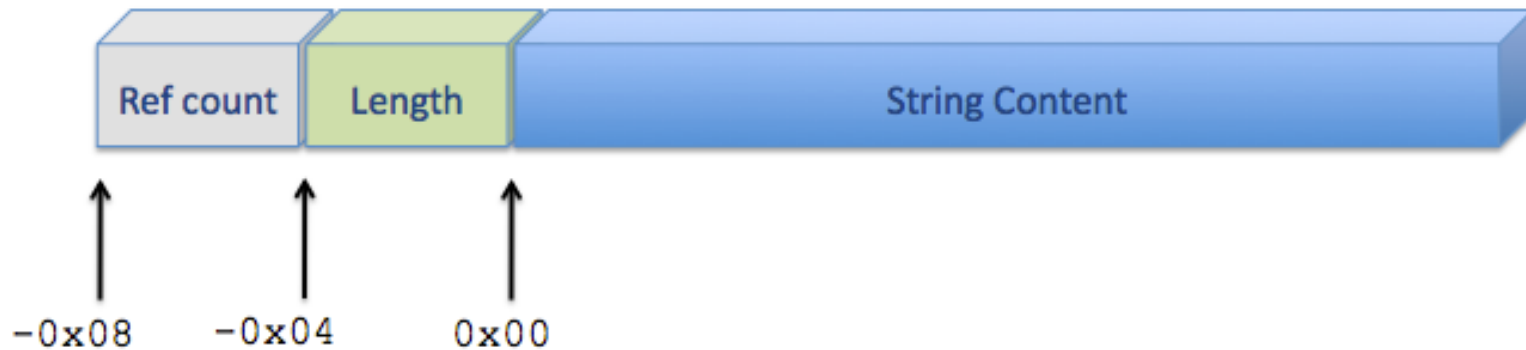 Ref count Length String Content
-0x08 -0x04 0x00